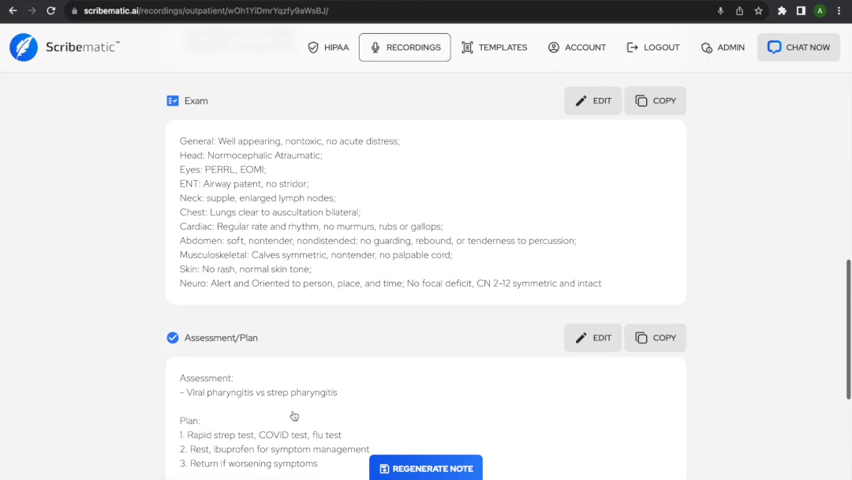 scribematic.ai/recordings/outpatient/wOh1YiDmrYqzfy9aWsBJ/
A
Scribematic™
HIPAA
RECORDINGS
TEMPLATES
ACCOUNT
LOGOUT
ADMIN
CHAT NOW
Exam
EDIT
COPY
General: Well appearing, nontoxic, no acute distress;
Head: Normocephalic Atraumatic;
Eyes: PERRL, EOMI;
ENT: Airway patent, no stridor;
Neck: supple, enlarged lymph nodes;
Chest: Lungs clear to auscultation bilateral;
Cardiac: Regular rate and rhythm, no murmurs, rubs or gallops;
Abdomen: soft, nontender, nondistended; no guarding, rebound, or tenderness to percussion;
Musculoskeletal: Calves symmetric, nontender, no palpable cord;
Skin: No rash, normal skin tone;
Neuro: Alert and Oriented to person, place, and time; No focal deficit, CN 2-12 symmetric and intact
Assessment/Plan
EDIT
COPY
Assessment:
- Viral pharyngitis vs strep pharyngitis
Plan:
1. Rapid strep test, COVID test, flu test
2. Rest, ibuprofen for symptom management
3. Return if worsening symptoms
REGENERATE NOTE